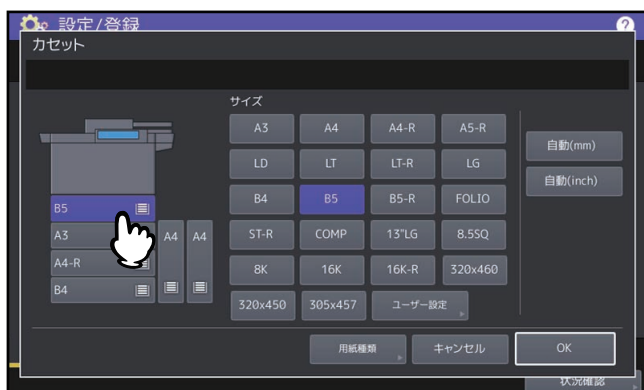 設定/登録
?
カセット
サイズ
A3 A4 A4-R A5-R
自動(mm)
LD LT LT-R LG
自動(inch)
B4 B5 B5-R FOLIO
B5
A3 A4 A4
ST-R COMP 13"LG 8.5SQ
A4-R
8K 16K 16K-R 320x460
B4
320x450 305x457 ユーザー設定
用紙種類 キャンセル OK
状況確認